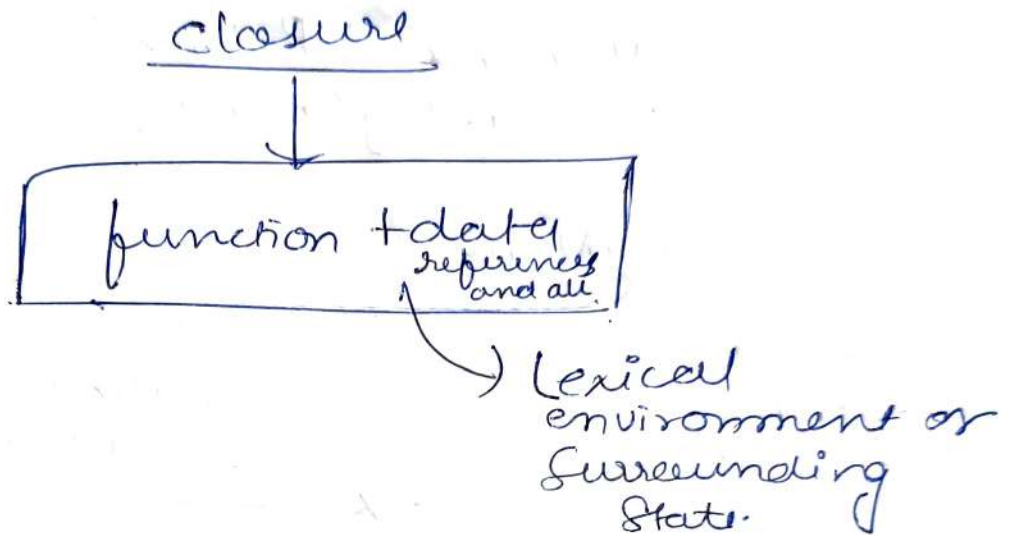 closure
function + data
references
and all.
Lexical
environment or
Surrounding
State.